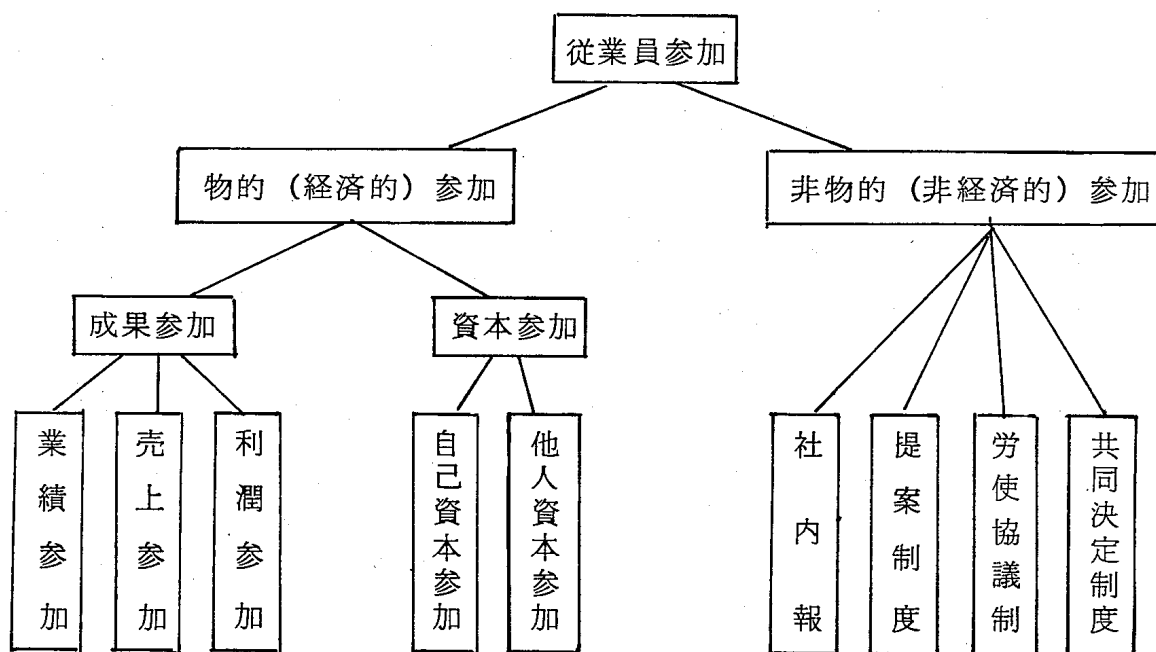 従業員参加
物的（経済的）参加
非物的（非経済的）参加
成果参加
資本参加
業績参加
売上参加
利潤参加
自己資本参加
他人資本参加
社内報
提案制度
労使協議制
共同決定制度